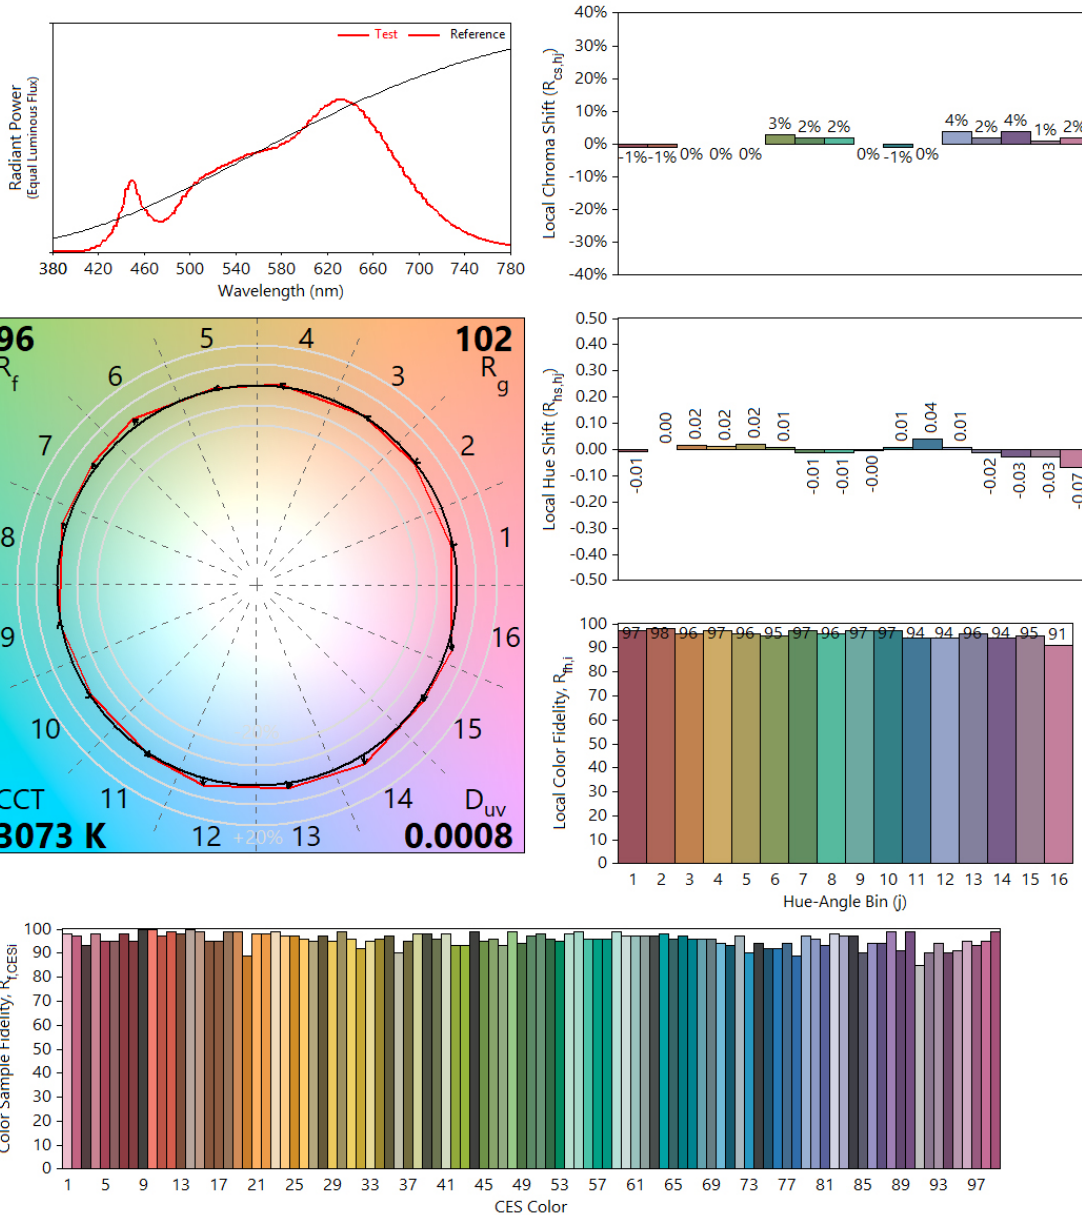 Test Reference
Radiant Power
(Equal Luminous Flux)
380 420 460 500 540 580 620 660 700 740 780
Wavelength (nm)
Local Chroma Shift (Rcs,hj)
40%
30%
20%
10%
0%
-10%
-20%
-30%
-40%
-1% -1% 0% 0% 0% 3% 2% 2% 0% -1% 0% 4% 2% 4% 1% 2%
96
Rf
102
Rg
5 4
6 3
7 2
8 1
9 16
10 15
11 14
12 +20% 13
CCT
3073 K
Duv
0.0008
Local Hue Shift (Rhs,hj)
0.50
0.40
0.30
0.20
0.10
0.00
-0.10
-0.20
-0.30
-0.40
-0.50
-0.01 0.00 0.02 0.02 0.02 0.01 -0.01 -0.01 -0.00 0.01 0.04 0.01 -0.02 -0.03 -0.03 -0.07
Local Color Fidelity, Rfh,i
100
90
80
70
60
50
40
30
20
10
0
97 98 96 97 96 95 97 96 97 97 94 94 96 94 95 91
1 2 3 4 5 6 7 8 9 10 11 12 13 14 15 16
Hue-Angle Bin (j)
Color Sample Fidelity, Rf,CESi
100
90
80
70
60
50
40
30
20
10
0
1 5 9 13 17 21 25 29 33 37 41 45 49 53 57 61 65 69 73 77 81 85 89 93 97
CES Color